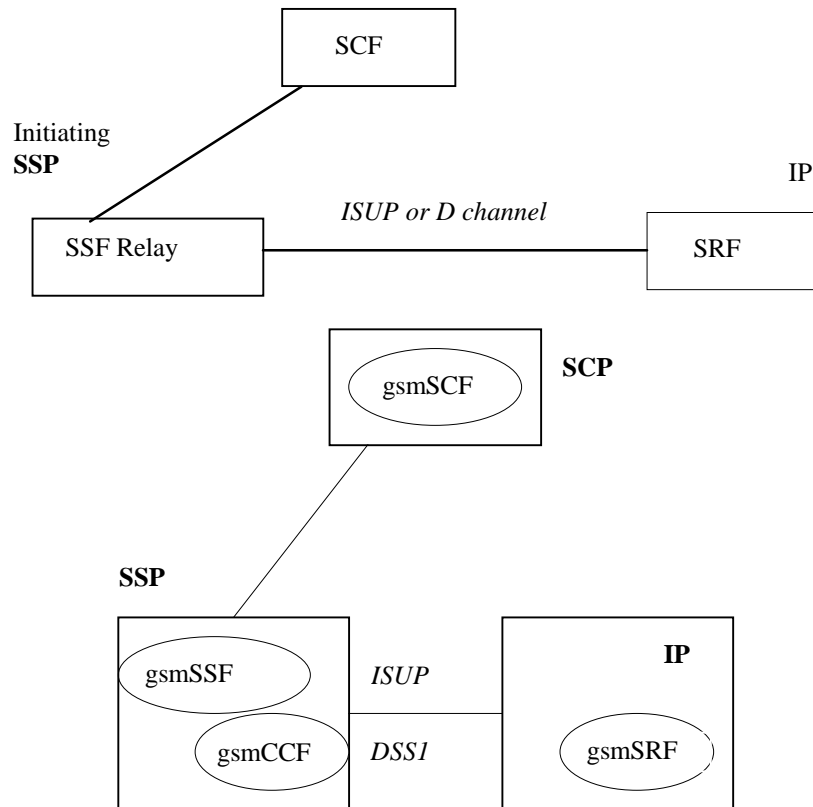 SCF
Initiating
SSP
IP
ISUP or D channel
SSF Relay
SRF
gsmSCF
SCP
SSP
IP
gsmSSF
ISUP
gsmCCF
DSS1
gsmSRF